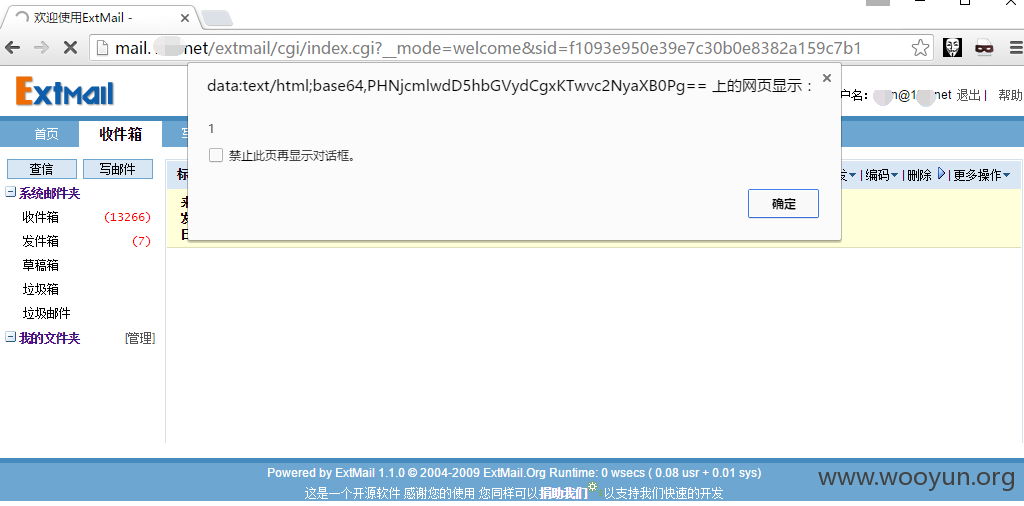 欢迎使用ExtMail -
mail. .net/extmail/cgi/index.cgi?__mode=welcome&sid=f1093e950e39e7c30b0e8382a159c7b1
ExtMail
data:text/html;base64,PHNjcmlwdD5hbGVydCgxKTwvc2NyaXB0Pg== 上的网页显示：
1
禁止此页再显示对话框。
确定
户名: n@1 net 退出 | 帮助
首页 收件箱
查信 写邮件
编码 | 删除 | 更多操作
系统邮件夹
收件箱 (13266)
发件箱 (7)
草稿箱
垃圾箱
垃圾邮件
我的文件夹 [管理]
Powered by ExtMail 1.1.0 © 2004-2009 ExtMail.Org Runtime: 0 wsecs ( 0.08 usr + 0.01 sys)
这是一个开源软件 感谢您的使用 您同样可以捐助我们 以支持我们快速的开发
www.wooyun.org